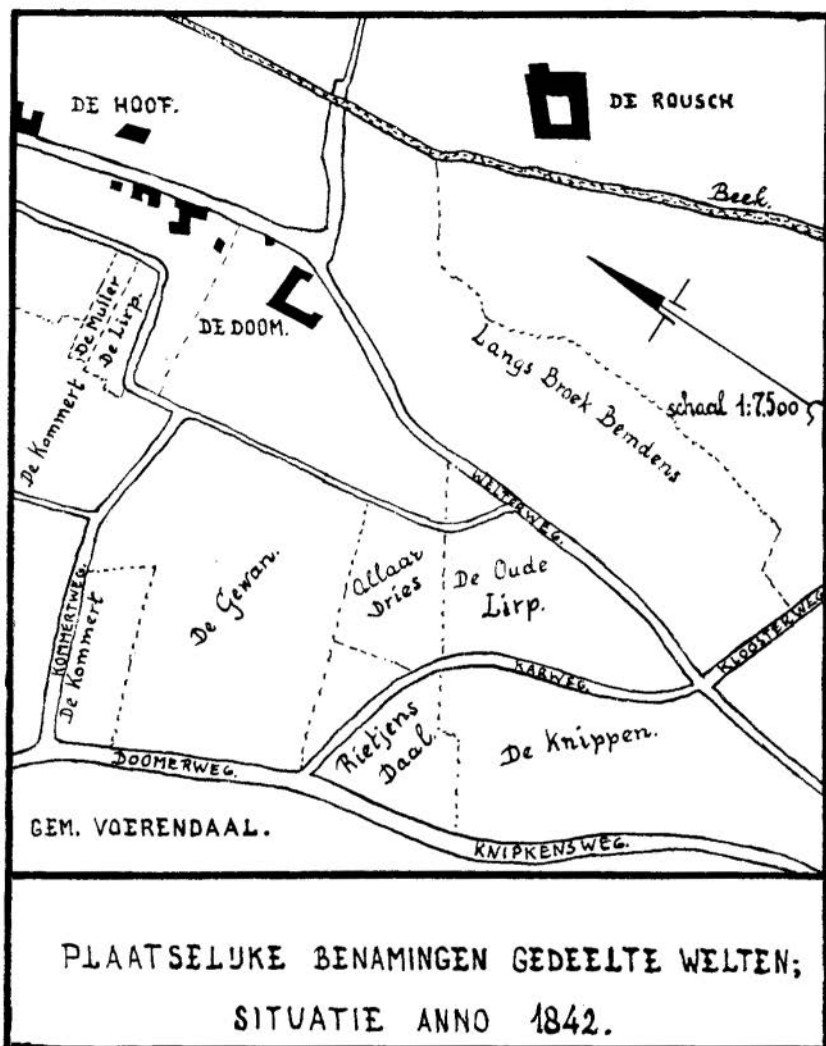 DE HOOF.
DE ROUSCH
Beek.
De Muller
De Lirp.
DE DOOM.
Langs Broek Bemdens
schaal 1:7.500
De Kommert
WELTERWEG.
De Gewan.
Allaar
Dries
De Oude
Lirp.
KOMMERTWEG.
De Kommert
KLOOSTERWEG
KARWEG.
Rietjens
Daal.
De Knippen.
DOOMERWEG.
GEM. VOERENDAAL.
KNIPKENSWEG.
PLAATSELIJKE BENAMINGEN GEDEELTE WELTEN;
SITUATIE ANNO 1842.